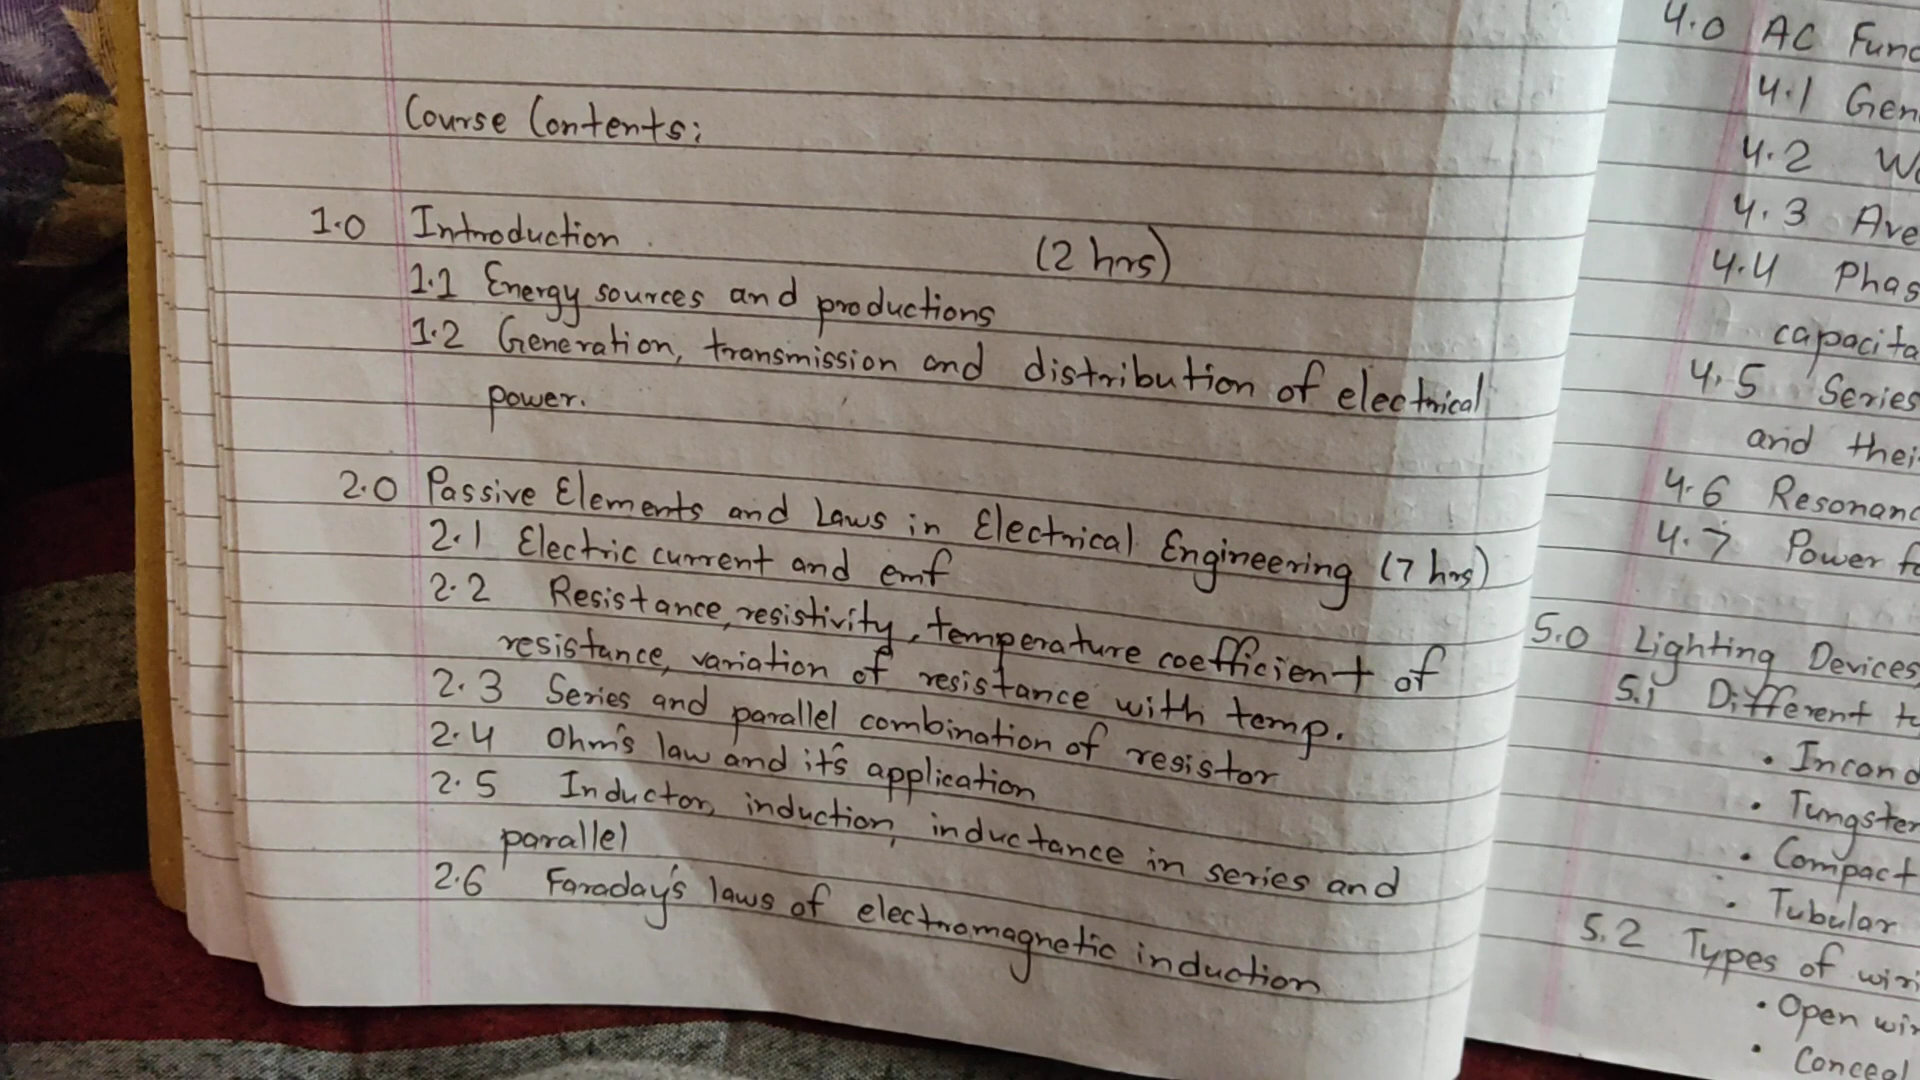 Course Contents:
1.0 Introduction (2 hrs)
1.1 Energy sources and productions
1.2 Generation, transmission and distribution of electrical
power.
2.0 Passive Elements and Laws in Electrical Engineering (7 hrs)
2.1 Electric current and emf
2.2 Resistance, resistivity, temperature coefficient of
resistance, variation of resistance with temp.
2.3 Series and parallel combination of resistor
2.4 Ohm's law and it's application
2.5 Inductor, induction, inductance in series and
parallel
2.6 Faraday's laws of electromagnetic induction
4.0 AC
4.1
4.2
4.3
4.4
4.5 Series
and
4.6
4.7 Power
5.0 Lighting Devices,
5.1 Different
• Compact
• Tubular
5.2 Types of
• Open